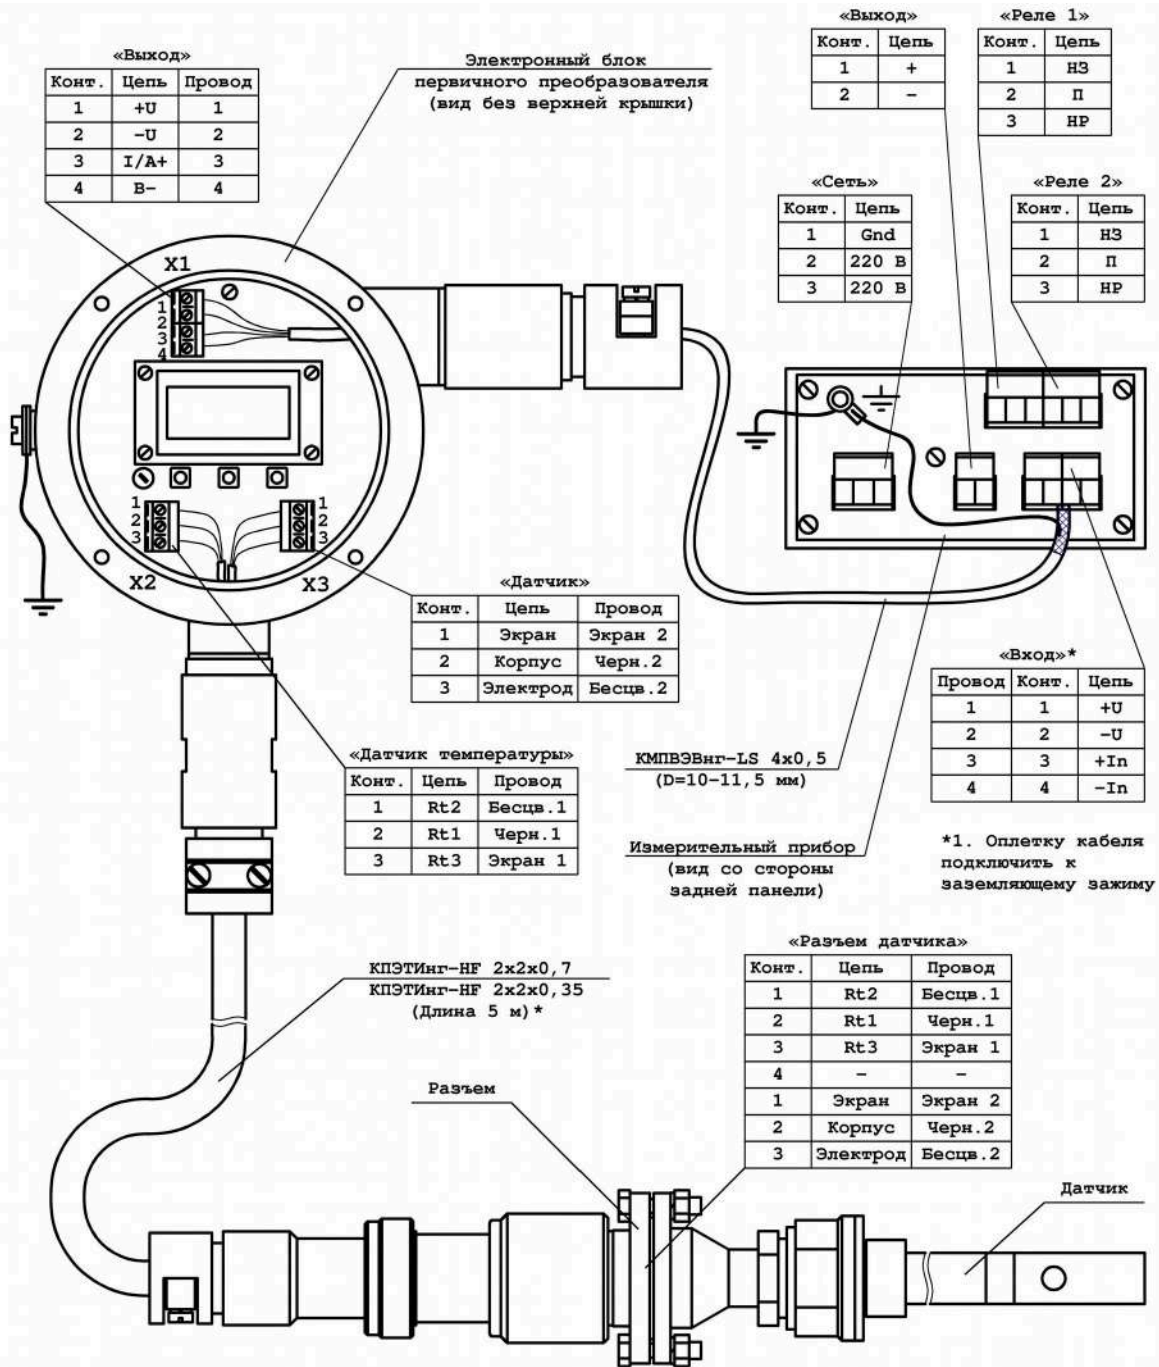 «Выход»
Конт. Цепь Провод
1 +U 1
2 -U 2
3 I/A+ 3
4 B- 4
Электронный блок
первичного преобразователя
(вид без верхней крышки)
«Выход»
Конт. Цепь
1 +
2 -
«Реле 1»
Конт. Цепь
1 НЗ
2 П
3 НР
«Сеть»
Конт. Цепь
1 Gnd
2 220 В
3 220 В
«Реле 2»
Конт. Цепь
1 НЗ
2 П
3 НР
X1
1
2
3
4
1
2
3
1
2
3
X2
X3
«Датчик»
Конт. Цепь Провод
1 Экран Экран 2
2 Корпус Черн.2
3 Электрод Бесцв.2
«Вход»*
Провод Конт. Цепь
1 1 +U
2 2 -U
3 3 +In
4 4 -In
«Датчик температуры»
Конт. Цепь Провод
1 Rt2 Бесцв.1
2 Rt1 Черн.1
3 Rt3 Экран 1
КМПВЭВнг-LS 4x0,5
(D=10-11,5 мм)
Измерительный прибор
(вид со стороны
задней панели)
*1. Оплетку кабеля
подключить к
заземляющему зажиму
«Разъем датчика»
Конт. Цепь Провод
1 Rt2 Бесцв.1
2 Rt1 Черн.1
3 Rt3 Экран 1
4 - -
1 Экран Экран 2
2 Корпус Черн.2
3 Электрод Бесцв.2
КПЭТИнг-HF 2x2x0,7
КПЭТИнг-HF 2x2x0,35
(Длина 5 м)*
Разъем
Датчик